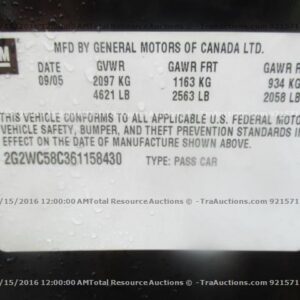 GM
MFD BY GENERAL MOTORS OF CANADA LTD.
DATE GVWR GAWR FRT GAWR R
09/05 2097 KG 1163 KG 934 KG
4621 LB 2563 LB 2058 LB
THIS VEHICLE CONFORMS TO ALL APPLICABLE U.S. FEDERAL MOTO
VEHICLE SAFETY, BUMPER, AND THEFT PREVENTION STANDARDS IN
EFFECT ON THE DATE OF MANUFACTURE SHOWN ABOVE.
2G2WC58C361158430 TYPE: PASS CAR
/15/2016 12:00:00 AMTotal Resource Auctions © -TraAuctions.com 921571
/15/2016 12:00:00 AMTotal Resource Auctions © -TraAuctions.com 921571